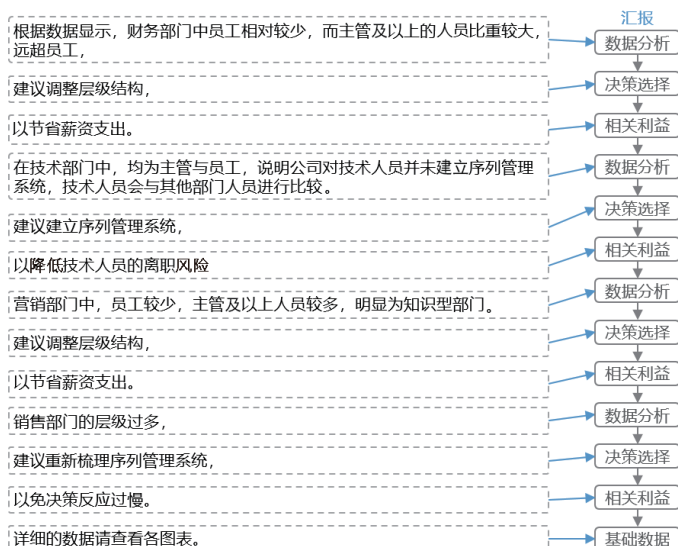 汇报
根据数据显示，财务部门中员工相对较少，而主管及以上的人员比重较大，
远超员工，
数据分析
建议调整层级结构，
决策选择
以节省薪资支出。
相关利益
在技术部门中，均为主管与员工，说明公司对技术人员并未建立序列管理
系统，技术人员会与其他部门人员进行比较。
数据分析
建议建立序列管理系统，
决策选择
以降低技术人员的离职风险
相关利益
营销部门中，员工较少，主管及以上人员较多，明显为知识型部门。
数据分析
建议调整层级结构，
决策选择
以节省薪资支出。
相关利益
销售部门的层级过多，
数据分析
建议重新梳理序列管理系统，
决策选择
以免决策反应过慢。
相关利益
详细的数据请查看各图表。
基础数据